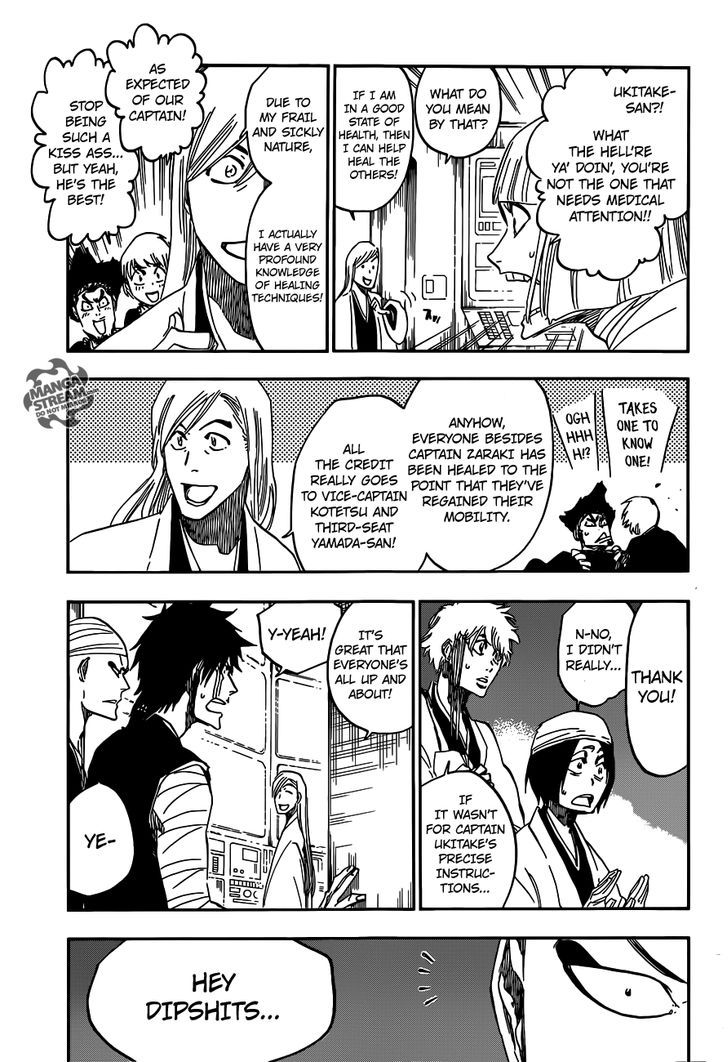 UKITAKE-
SAN?!
WHAT
THE HELL'RE
YA' DOIN', YOU'RE
NOT THE ONE THAT
NEEDS MEDICAL
ATTENTION!!
WHAT DO
YOU MEAN
BY THAT?
IF I AM
IN A GOOD
STATE OF
HEALTH, THEN
I CAN HELP
HEAL THE
OTHERS!
DUE TO
MY FRAIL
AND SICKLY
NATURE,
I ACTUALLY
HAVE A VERY
PROFOUND
KNOWLEDGE
OF HEALING
TECHNIQUES!
AS
EXPECTED
OF OUR
CAPTAIN!
STOP
BEING
SUCH A
KISS ASS...
BUT YEAH,
HE'S THE
BEST!
MANGA
STREAM
TAKES
ONE TO
KNOW
ONE!
OGH
HHH
H!?
ANYHOW,
EVERYONE BESIDES
CAPTAIN ZARAKI HAS
BEEN HEALED TO THE
POINT THAT THEY'VE
REGAINED THEIR
MOBILITY.
ALL
THE CREDIT
REALLY GOES
TO VICE-CAPTAIN
KOTETSU AND
THIRD-SEAT
YAMADA-SAN!
THANK
YOU!
N-NO,
I DIDN'T
REALLY...
IF
IT WASN'T
FOR CAPTAIN
UKITAKE'S
PRECISE
INSTRUC-
TIONS...
IT'S
GREAT THAT
EVERYONE'S
ALL UP AND
ABOUT!
Y-YEAH!
YE-
HEY
DIPSHITS...